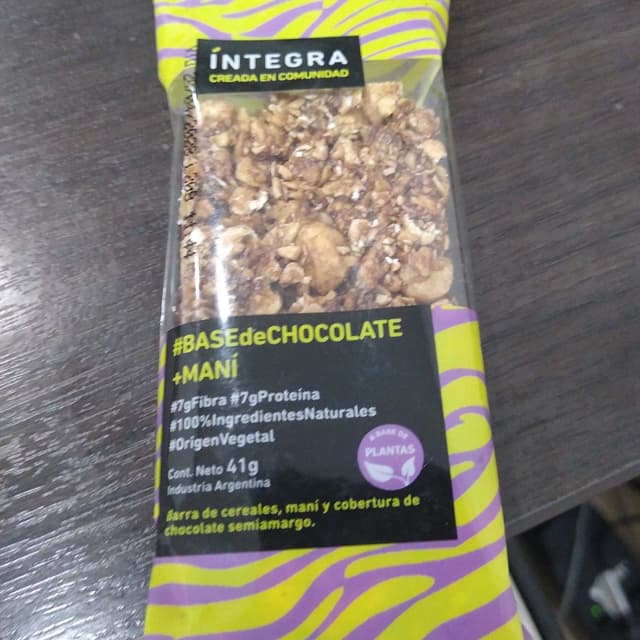 ÍNTEGRA
CREADA EN COMUNIDAD
#BASEdeCHOCOLATE
+MANÍ
#7gFibra #7gProteína
#100%IngredientesNaturales
#OrigenVegetal
A BASE DE
PLANTAS
Cont. Neto 41g
Industria Argentina
Barra de cereales, maní y cobertura de
chocolate semiamargo.